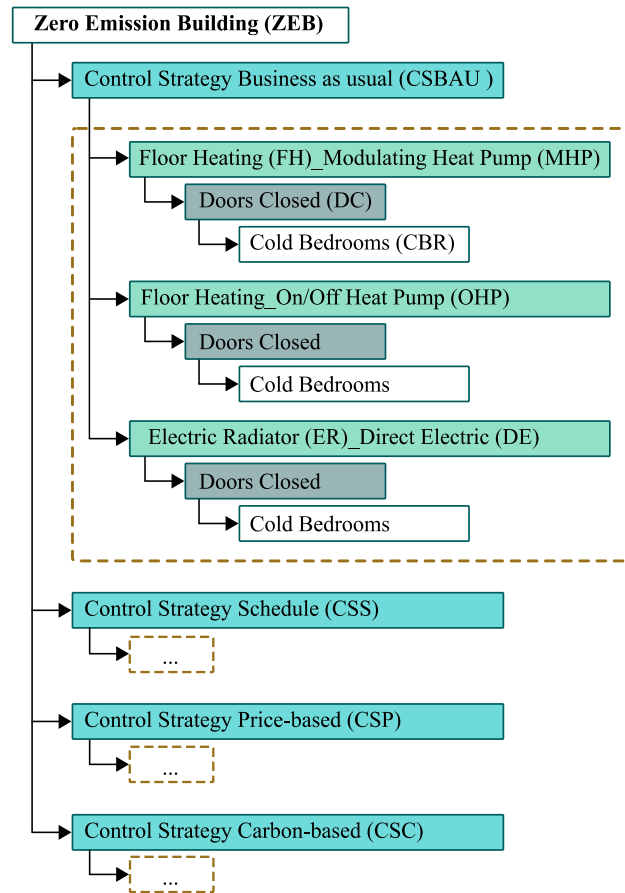 Zero Emission Building (ZEB)
Control Strategy Business as usual (CSBAU )
Floor Heating (FH)_Modulating Heat Pump (MHP)
Doors Closed (DC)
Cold Bedrooms (CBR)
Floor Heating_On/Off Heat Pump (OHP)
Doors Closed
Cold Bedrooms
Electric Radiator (ER)_Direct Electric (DE)
Doors Closed
Cold Bedrooms
Control Strategy Schedule (CSS)
...
Control Strategy Price-based (CSP)
...
Control Strategy Carbon-based (CSC)
...